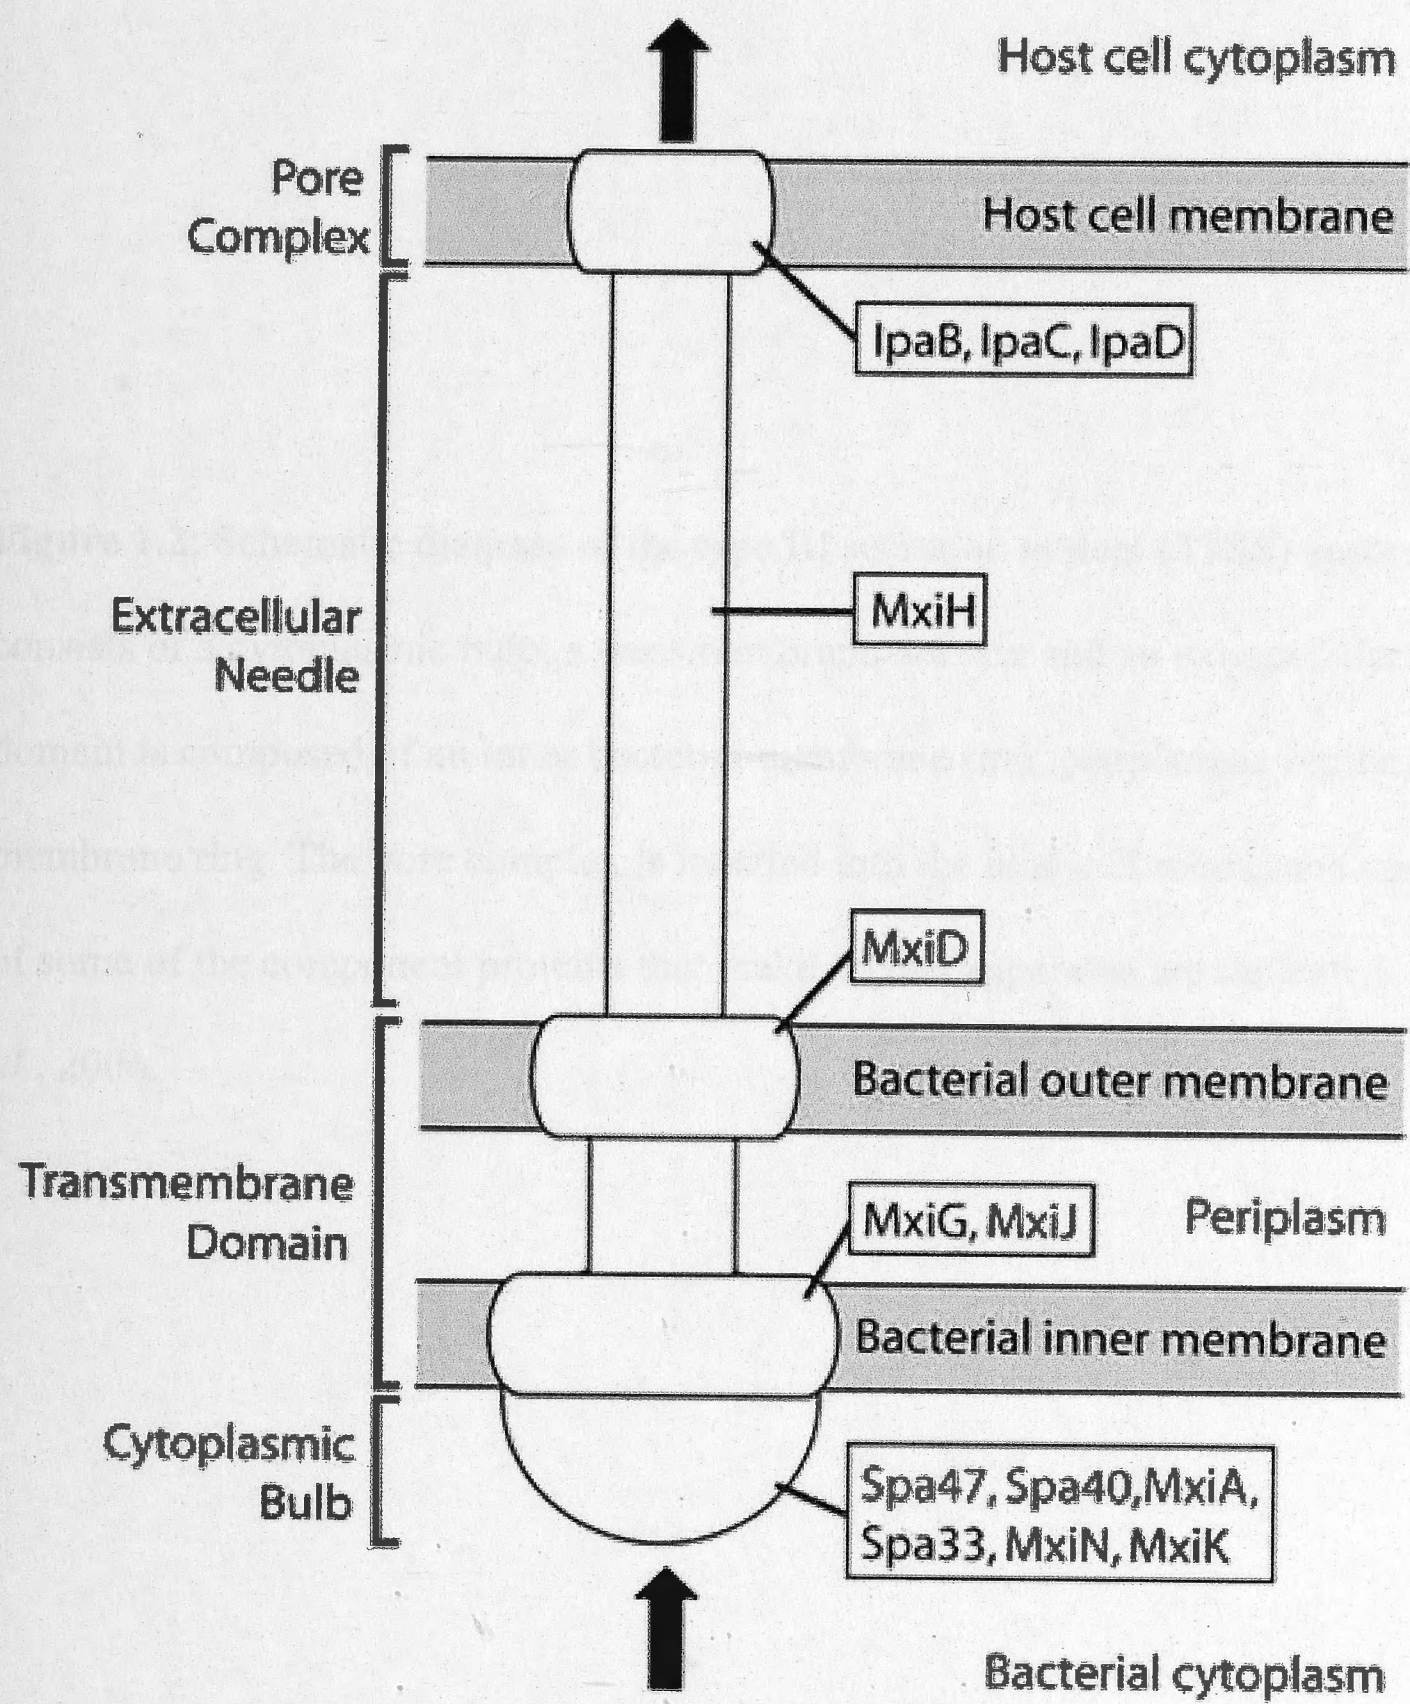 Host cell cytoplasm
Pore
Complex
Host cell membrane
IpaB, IpaC, IpaD
Extracellular
Needle
MxiH
MxiD
Bacterial outer membrane
Transmembrane
Domain
MxiG, MxiJ
Periplasm
Bacterial inner membrane
Cytoplasmic
Bulb
Spa47, Spa40,MxiA,
Spa33, MxiN, MxiK
Bacterial cytoplasm